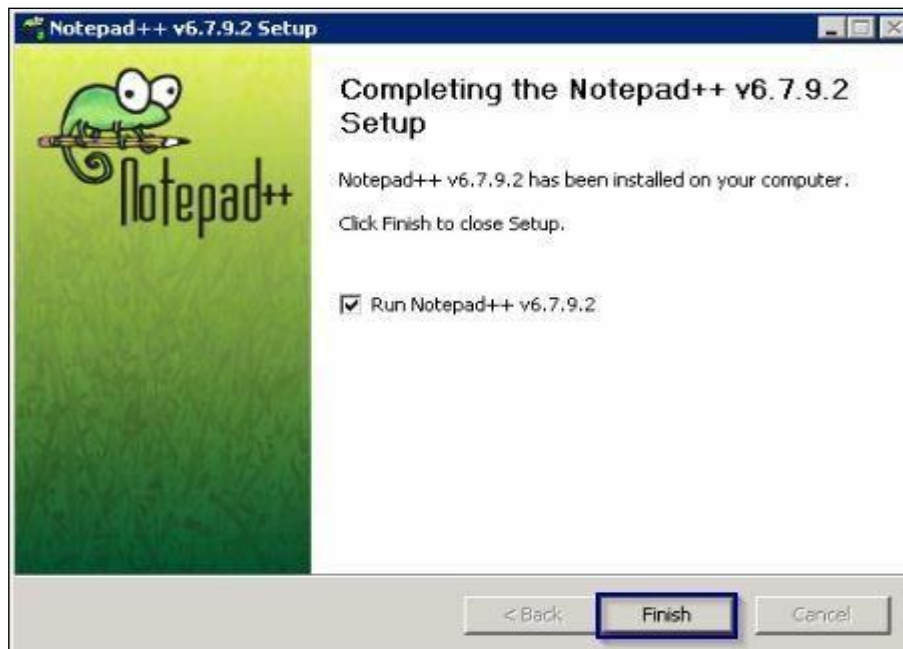 Notepad++ v6.7.9.2 Setup
Notepad++
Completing the Notepad++ v6.7.9.2
Setup
Notepad++ v6.7.9.2 has been installed on your computer.
Click Finish to close Setup.
Run Notepad++ v6.7.9.2
< Back Finish Cancel